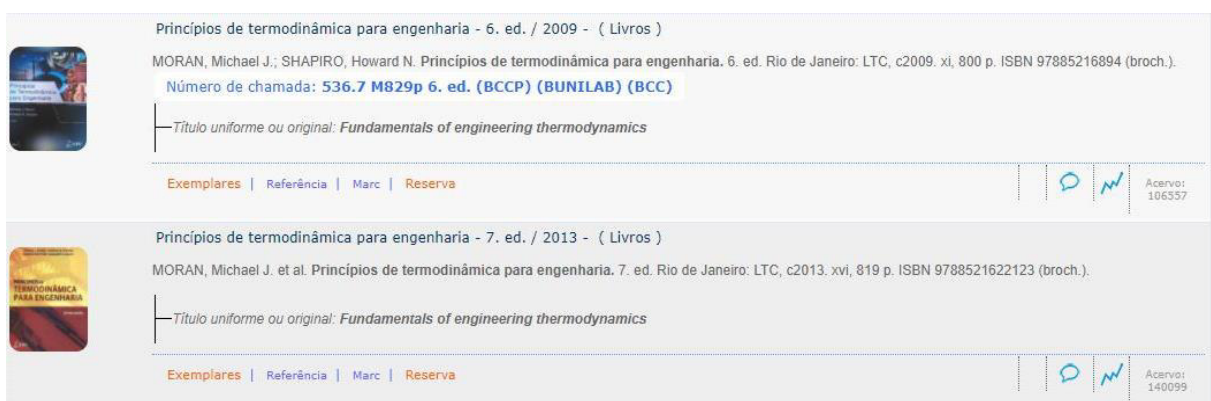 Princípios de termodinâmica para engenharia - 6. ed. / 2009 - ( Livros )
MORAN, Michael J.; SHAPIRO, Howard N. Princípios de termodinâmica para engenharia. 6. ed. Rio de Janeiro: LTC, c2009. xi, 800 p. ISBN 97885216894 (broch.).
Número de chamada: 536.7 M829p 6. ed. (BCCP) (BUNILAB) (BCC)
Título uniforme ou original: Fundamentals of engineering thermodynamics
Exemplares | Referência | Marc | Reserva
Acervo:
106557
Princípios de termodinâmica para engenharia - 7. ed. / 2013 - ( Livros )
MORAN, Michael J. et al. Princípios de termodinâmica para engenharia. 7. ed. Rio de Janeiro: LTC, c2013. xvi, 819 p. ISBN 9788521622123 (broch.).
TERMODINÂMICA
PARA ENGENHARIA
Título uniforme ou original: Fundamentals of engineering thermodynamics
Exemplares | Referência | Marc | Reserva
Acervo:
140099